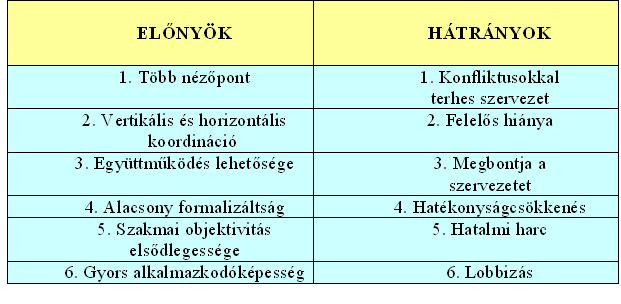 ELŐNYÖK
HÁTRÁNYOK
1. Több nézőpont
1. Konfliktusokkal
terhes szervezet
2. Vertikális és horizontális
koordináció
2. Felelős hiánya
3. Együttműködés lehetősége
3. Megbontja a
szervezetet
4. Alacsony formalizáltság
4. Hatékonyságcsökkenés
5. Szakmai objektivitás
elsődlegessége
5. Hatalmi harc
6. Gyors alkalmazkodóképesség
6. Lobbizás